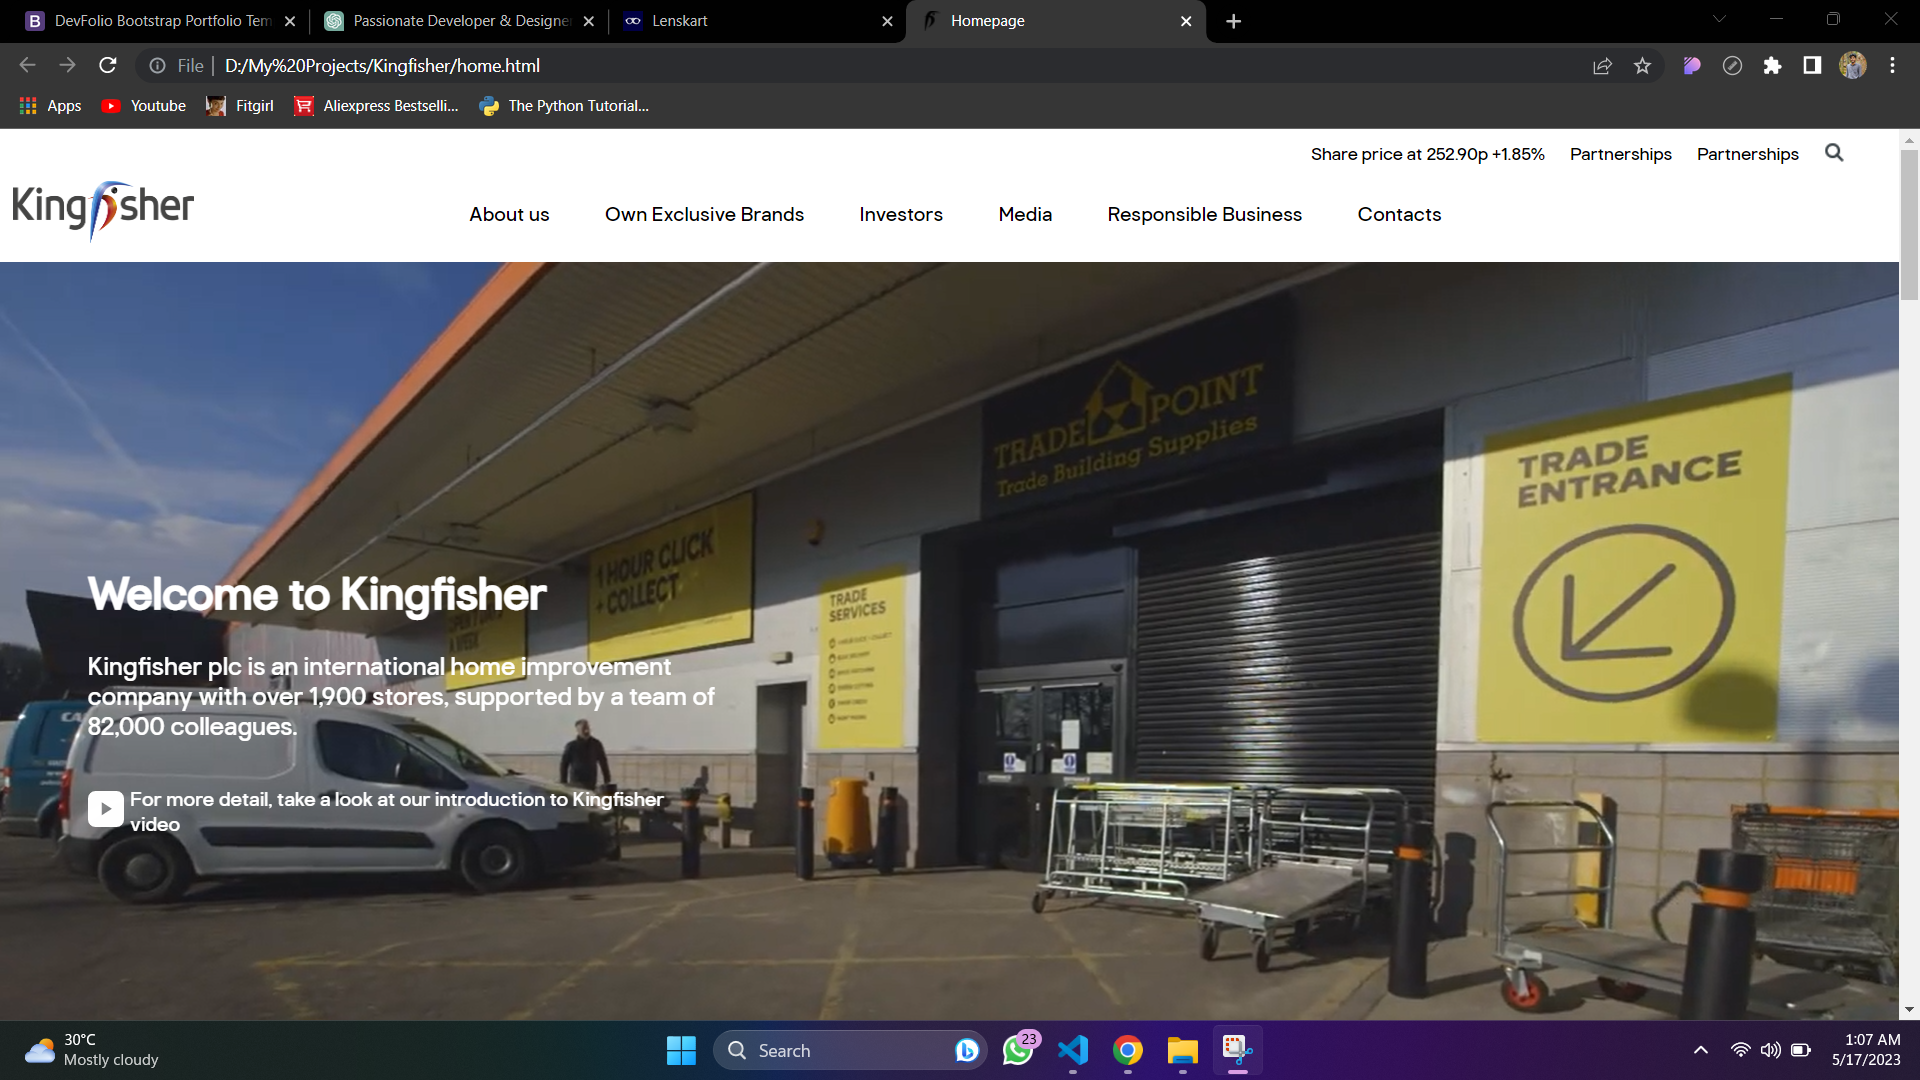 DevFolio Bootstrap Portfolio Tem
Passionate Developer & Designe
Lenskart
Homepage
File
D:/My%20Projects/Kingfisher/home.html
Apps
Youtube
Fitgirl
Aliexpress Bestselli...
The Python Tutorial...
Share price at 252.90p +1.85%
Partnerships
Partnerships
Kingfisher
About us
Own Exclusive Brands
Investors
Media
Responsible Business
Contacts
TRADE POINT
Trade Building Supplies
TRADE
ENTRANCE
1 HOUR CLICK
+ COLLECT
TRADE
SERVICES
Welcome to Kingfisher
Kingfisher plc is an international home improvement
company with over 1,900 stores, supported by a team of
82,000 colleagues.
For more detail, take a look at our introduction to Kingfisher
video
30°C
Mostly cloudy
Search
23
1:07 AM
5/17/2023